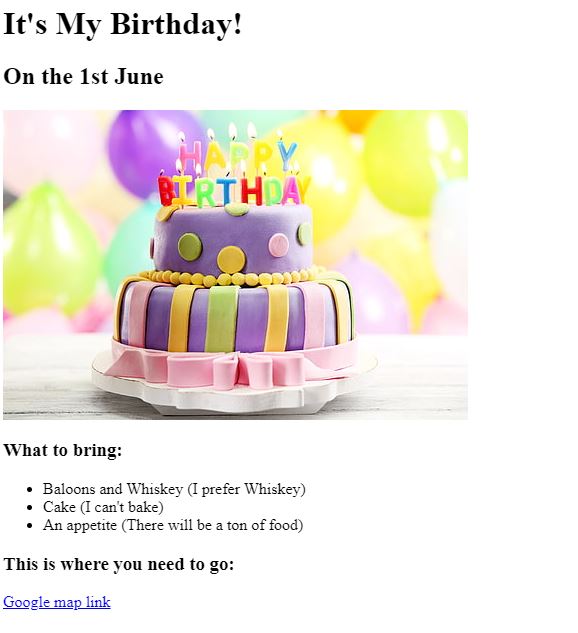 It's My Birthday!
On the 1st June
HAPPY
BIRTHDAY
What to bring:
Baloons and Whiskey (I prefer Whiskey)
Cake (I can't bake)
An appetite (There will be a ton of food)
This is where you need to go:
Google map link